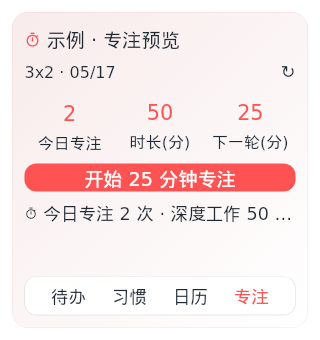 示例 · 专注预览
3x2 · 05/17 ↻
2 50 25
今日专注 时长(分) 下一轮(分)
开始 25 分钟专注
今日专注 2 次 · 深度工作 50 ...
待办 习惯 日历 专注